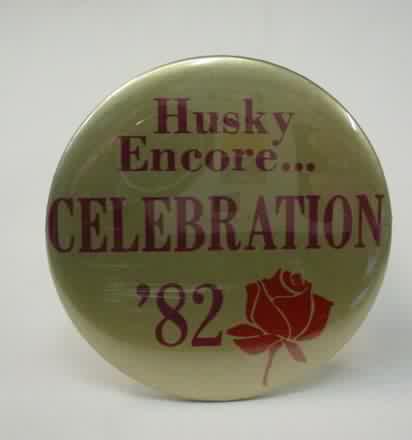 Husky
Encore...
CELEBRATION
'82